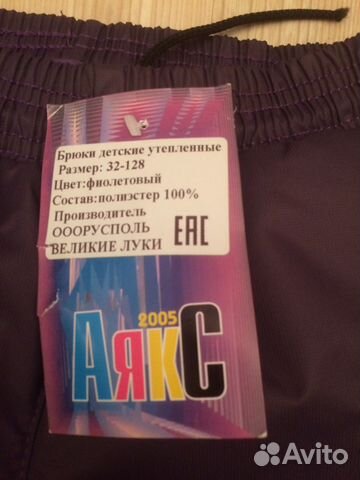 Брюки детские утепленные
Размер: 32-128
Цвет:фиолетовый
Состав:полиэстер 100%
Производитель
ОООРУСПОЛЬ
ВЕЛИКИЕ ЛУКИ
ЕАС
2005
АЯКС
Avito